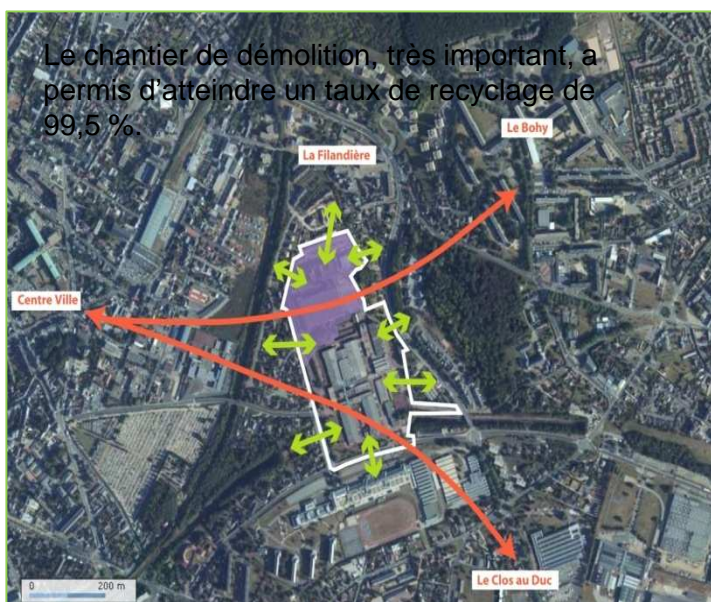 Le chantier de démolition, très important, a
permis d'atteindre un taux de recyclage de
99,5 %.
Le Bohy
La Filandière
Centre Ville
Le Clos au Duc
0 200 m